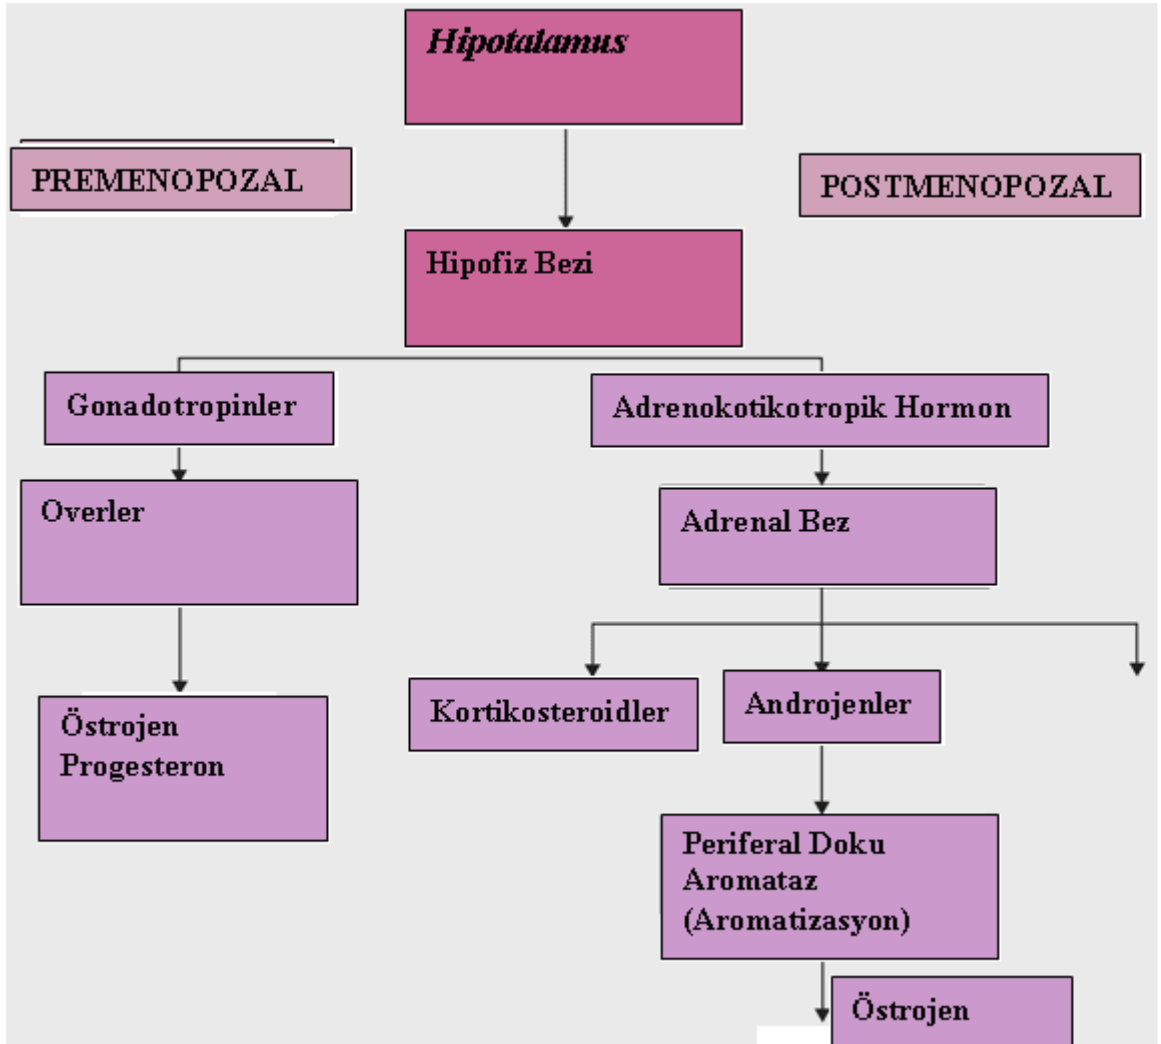 Hipotalamus
PREMENOPOZAL
POSTMENOPOZAL
Hipofiz Bezi
Gonadotropinler
Adrenokotikotropik Hormon
Overler
Adrenal Bez
Kortikosteroidler
Androjenler
Östrojen
Progesteron
Periferal Doku
Aromataz
(Aromatizasyon)
Östrojen